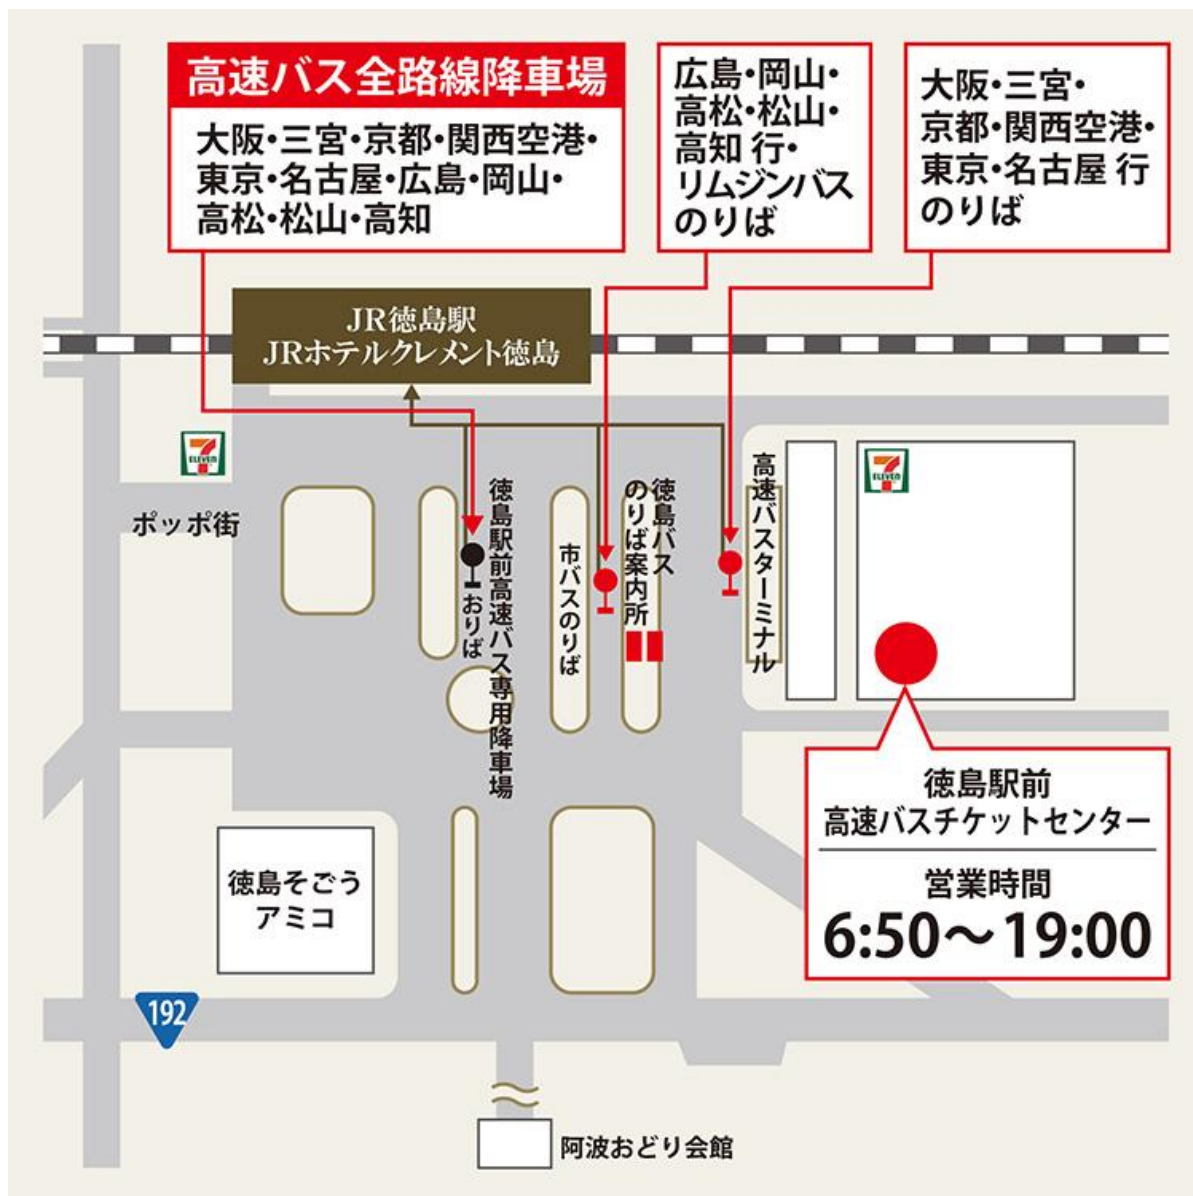 高速バス全路線降車場
大阪・三宮・京都・関西空港・
東京・名古屋・広島・岡山・
高松・松山・高知
広島・岡山・
高松・松山・
高知 行・
リムジンバス
のりば
大阪・三宮・
京都・関西空港・
東京・名古屋 行
のりば
JR徳島駅
JRホテルクレメント徳島
7
ELEVEN
ポッポ街
おりば
徳島駅前高速バス専用降車場
市バスのりば
徳島バス
のりば案内所
高速バスターミナル
7
ELEVEN
徳島駅前
高速バスチケットセンター
営業時間
6:50〜19:00
徳島そごう
アミコ
192
阿波おどり会館